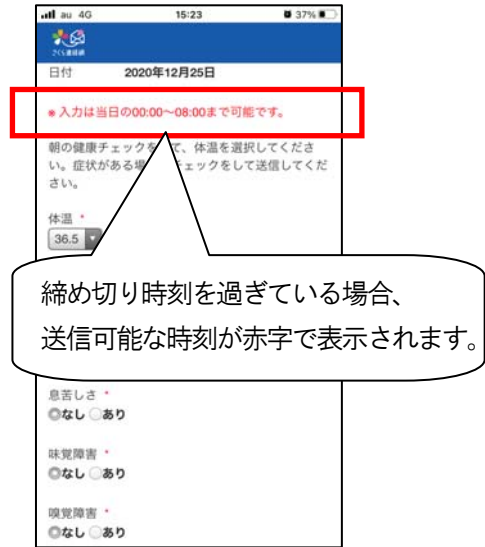 au 4G 15:23 37%
さくら連絡網
日付 2020年12月25日
※入力は当日の00:00～08:00まで可能です。
朝の健康チェックを て、体温を選択してくださ
い。症状がある場 チェックをして送信してくだ
さい。
体温 *
36.5
締め切り時刻を過ぎている場合、
送信可能な時刻が赤字で表示されます。
息苦しさ *
なし あり
味覚障害 *
なし あり
嗅覚障害 *
なし あり